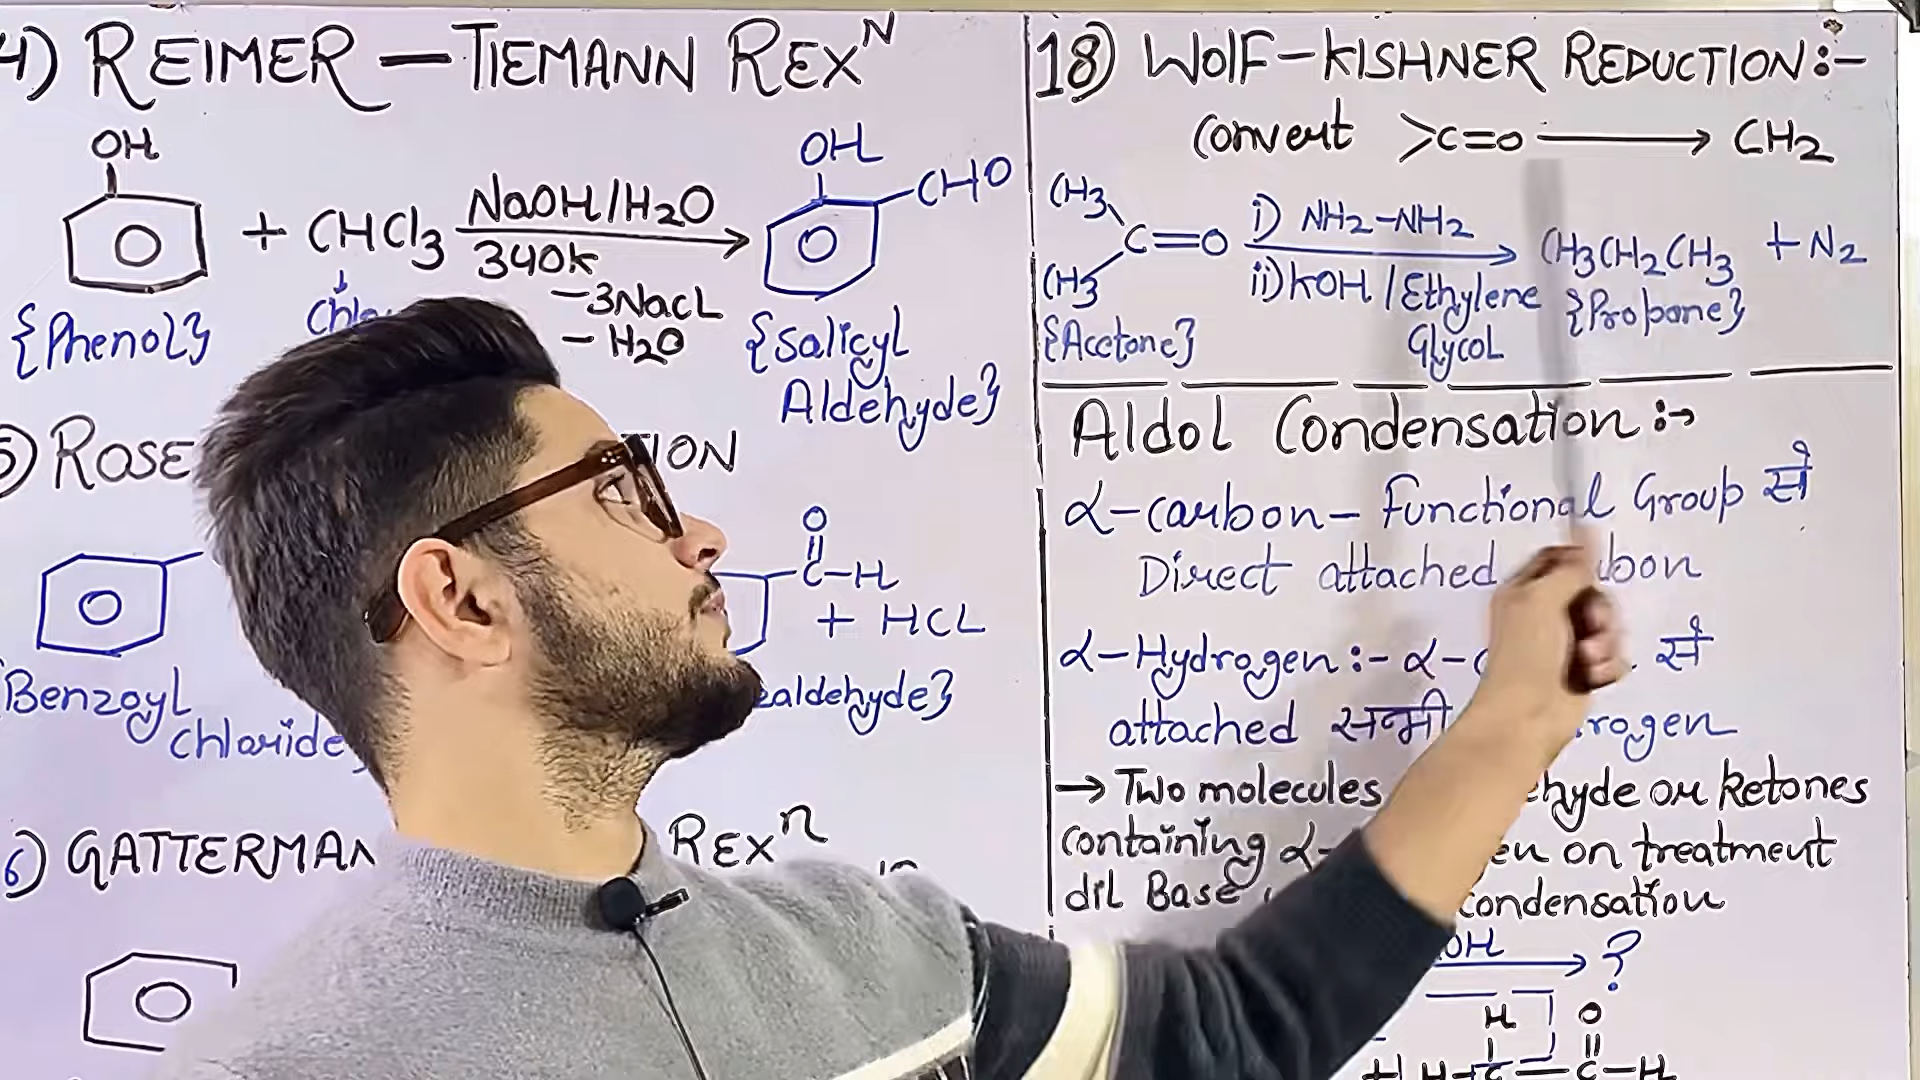 4) REIMER – TIEMANN REXᴺ
OH
+ CHCl3 NaOH/H2O
340K
–3NaCL
– H2O
OH
CHO
{Phenol}
{Salicyl
Aldehyde}
5) ROSE
TION
O
C–H
+ HCL
Benzoyl
chloride
zaldehyde}
6) GATTERMAN
REXⁿ
18) WOLF–KISHNER REDUCTION:–
Convert >C=O ⟶ CH2
CH3
C=O
CH3
i) NH2–NH2
ii) KOH / Ethylene
Glycol
CH3CH2CH3 + N2
{Propane}
{Acetone}
Aldol Condensation:→
α–carbon– Functional Group से
Direct attached bon
α–Hydrogen:– α–c से
attached सभी rogen
→ Two molecules ehyde or ketones
containing α– en on treatment
dil Base condensation
OH → ?
H O
H H–C–C–H